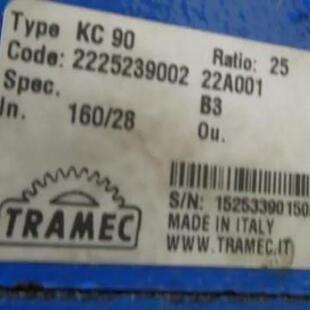 Type KC 90 Ratio: 25
Code: 2225239002 22A001
Spec. B3
In. 160/28 Ou.
TRAMEC
S/N: 15253390150
MADE IN ITALY
WWW.TRAMEC.IT